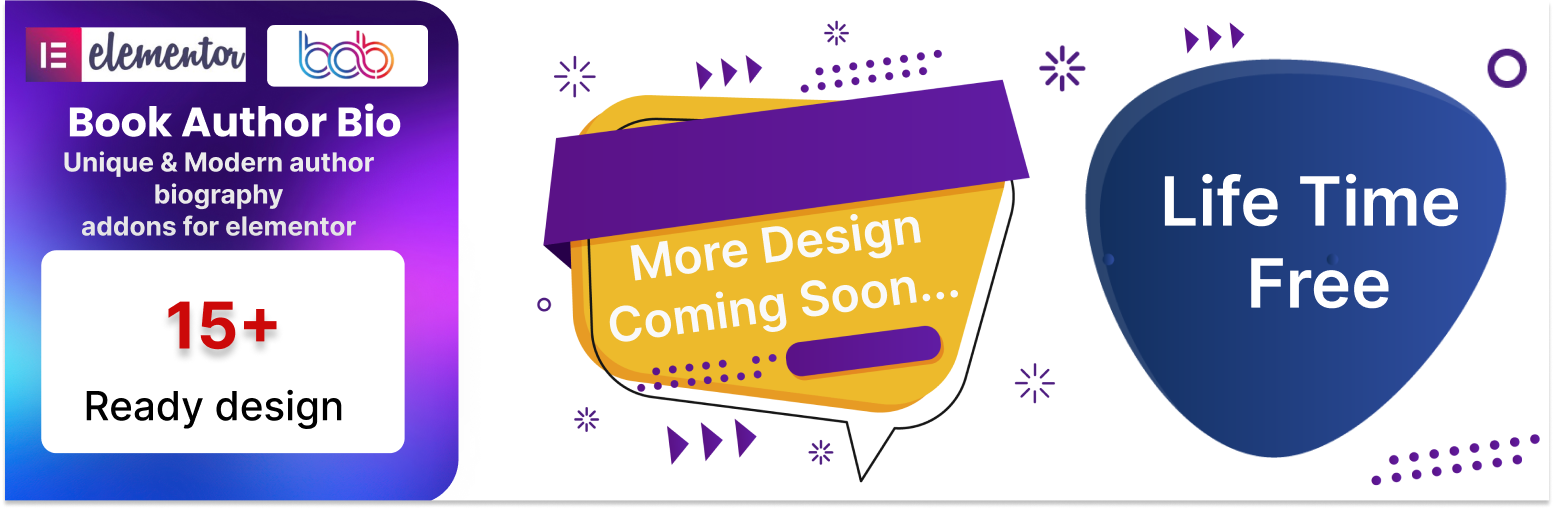 elementor
bab
Book Author Bio
Unique & Modern author
biography
addons for elementor
15+
Ready design
More Design
Coming Soon...
Life Time
Free